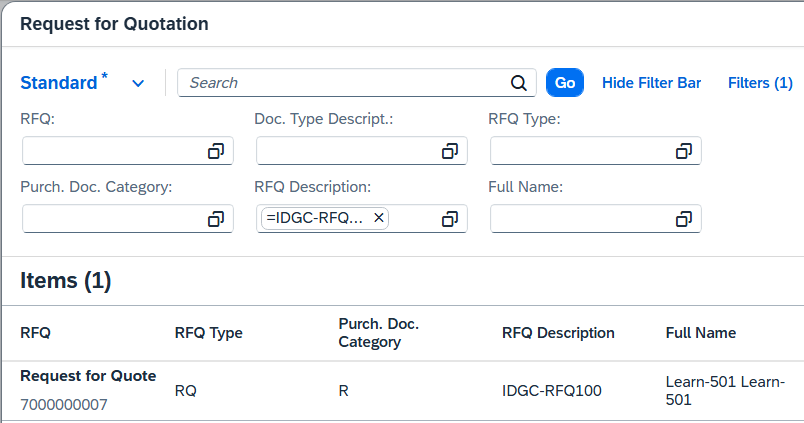 Request for Quotation
Standard* Search Go Hide Filter Bar Filters (1)
RFQ: Doc. Type Descript.: RFQ Type:
Purch. Doc. Category: RFQ Description: Full Name:
=IDGC-RFQ...
Items (1)
RFQ RFQ Type Purch. Doc. Category RFQ Description Full Name
Request for Quote
7000000007 RQ R IDGC-RFQ100 Learn-501 Learn-501